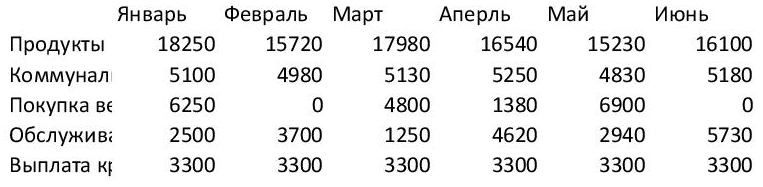 Январь Февраль Март Аперль Май Июнь
Продукты 18250 15720 17980 16540 15230 16100
Коммунал 5100 4980 5130 5250 4830 5180
Покупка ве 6250 0 4800 1380 6900 0
Обслужива 2500 3700 1250 4620 2940 5730
Выплата кр 3300 3300 3300 3300 3300 3300